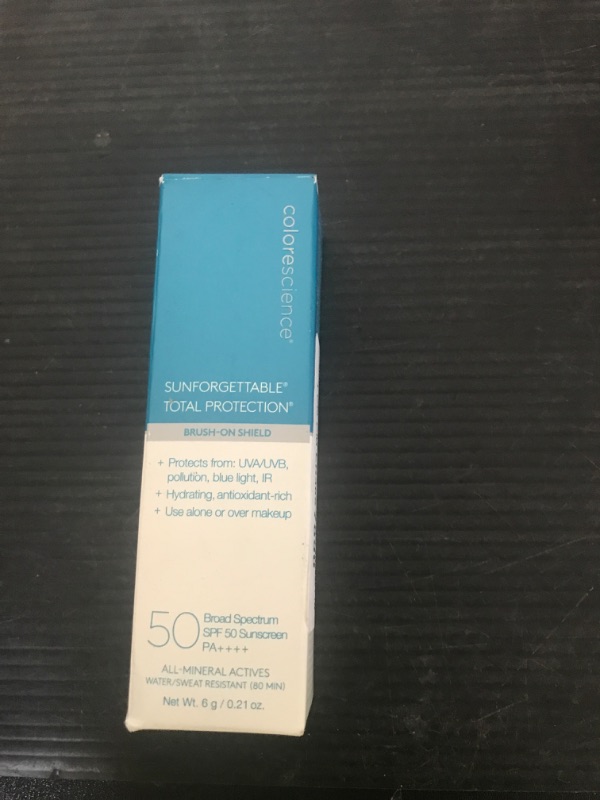 colorescience®
SUNFORGETTABLE®
TOTAL PROTECTION®
BRUSH-ON SHIELD
+ Protects from: UVA/UVB,
pollution, blue light, IR
+ Hydrating, antioxidant-rich
+ Use alone or over makeup
50
Broad Spectrum
SPF 50 Sunscreen
PA++++
ALL-MINERAL ACTIVES
WATER/SWEAT RESISTANT (80 MIN)
Net Wt. 6 g / 0.21 oz.